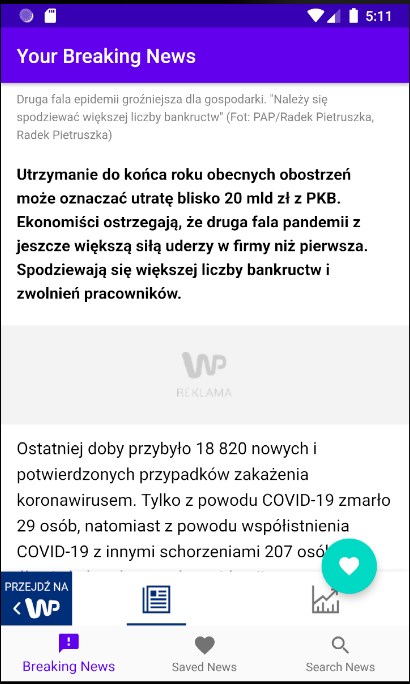 5:11
Your Breaking News
Druga fala epidemii groźniejsza dla gospodarki. "Należy się
spodziewać większej liczby bankructw" (Fot: PAP/Radek Pietruszka,
Radek Pietruszka)
Utrzymanie do końca roku obecnych obostrzeń
może oznaczać utratę blisko 20 mld zł z PKB.
Ekonomiści ostrzegają, że druga fala pandemii z
jeszcze większą siłą uderzy w firmy niż pierwsza.
Spodziewają się większej liczby bankructw i
zwolnień pracowników.
WP
REKLAMA
Ostatniej doby przybyło 18 820 nowych i
potwierdzonych przypadków zakażenia
koronawirusem. Tylko z powodu COVID-19 zmarło
29 osób, natomiast z powodu współistnienia
COVID-19 z innymi schorzeniami 207
PRZEJDŹ NA
< WP
Breaking News
Saved News
Search News